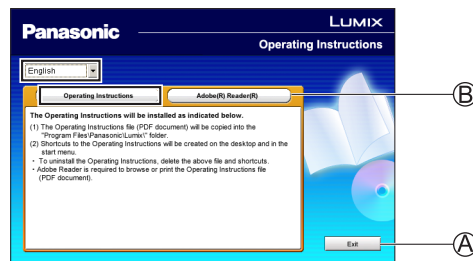 Panasonic
LUMIX
Operating Instructions
English
Operating Instructions
Adobe(R) Reader(R)
B
The Operating Instructions will be installed as indicated below.
(1) The Operating Instructions file (PDF document) will be copied into the
"Program Files\Panasonic\Lumix\" folder.
(2) Shortcuts to the Operating Instructions will be created on the desktop and in the
start menu.
・ To uninstall the Operating Instructions, delete the above file and shortcuts.
・ Adobe Reader is required to browse or print the Operating Instructions file
(PDF document).
Exit
A